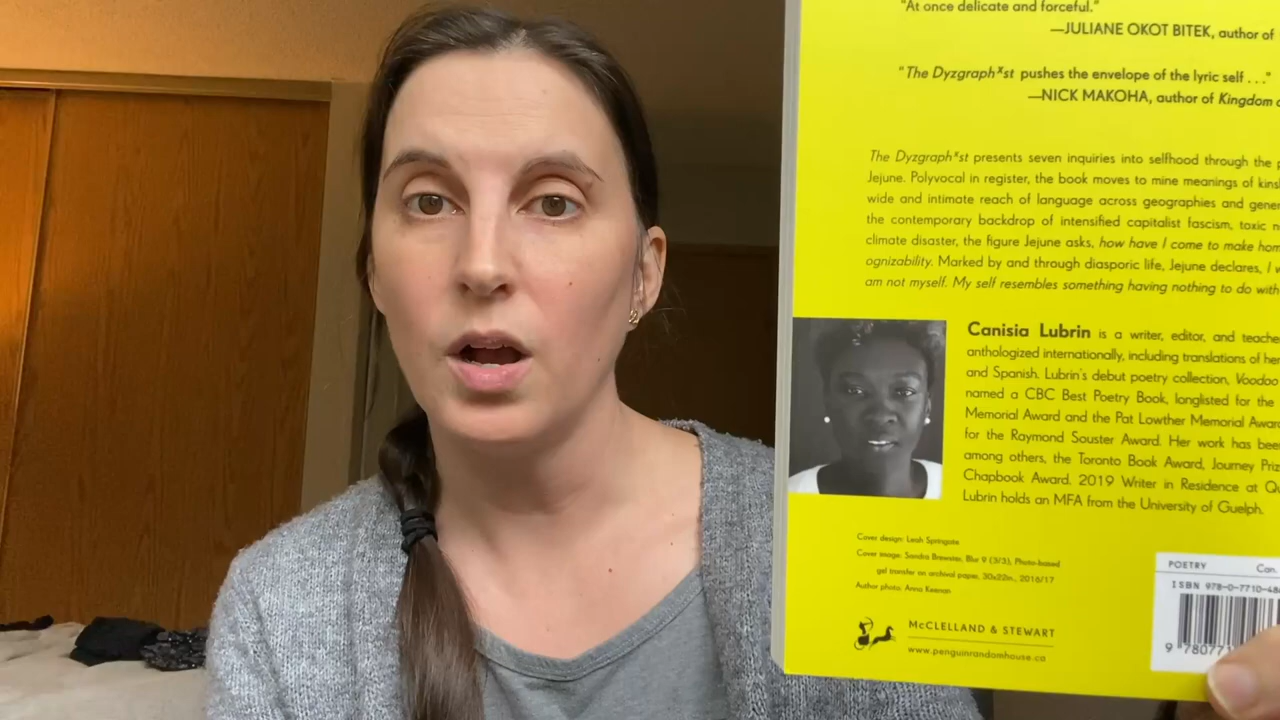 "At once delicate and forceful."
—JULIANE OKOT BITEK, author of
"The Dyzgraphxst pushes the envelope of the lyric self . . ."
—NICK MAKOHA, author of Kingdom
The Dyzgraphxst presents seven inquiries into selfhood through the
Jejune. Polyvocal in register, the book moves to mine meanings of
wide and intimate reach of language across geographies and
the contemporary backdrop of intensified capitalist fascism, toxic
climate disaster, the figure Jejune asks, how have I come to make
ognizability. Marked by and through diasporic life, Jejune declares, I
am not myself. My self resembles something having nothing to do with
Canisia Lubrin is a writer, editor, and
anthologized internationally, including translations of
and Spanish. Lubrin's debut poetry collection, Voodoo
named a CBC Best Poetry Book, longlisted for the
Memorial Award and the Pat Lowther Memorial
for the Raymond Souster Award. Her work has
among others, the Toronto Book Award, Journey
Chapbook Award. 2019 Writer in Residence at
Lubrin holds an MFA from the University of Guelph.
Cover design: Leah Springate
Cover image: Sandra Brewster, Blur 9 (3/3), Photo-based
gel transfer on archival paper, 30x22in., 2016/17
Author photo: Anna Keenan
McCLELLAND & STEWART
www.penguinrandomhouse.ca
POETRY Can.
ISBN 978-0-7710-48
9 78077